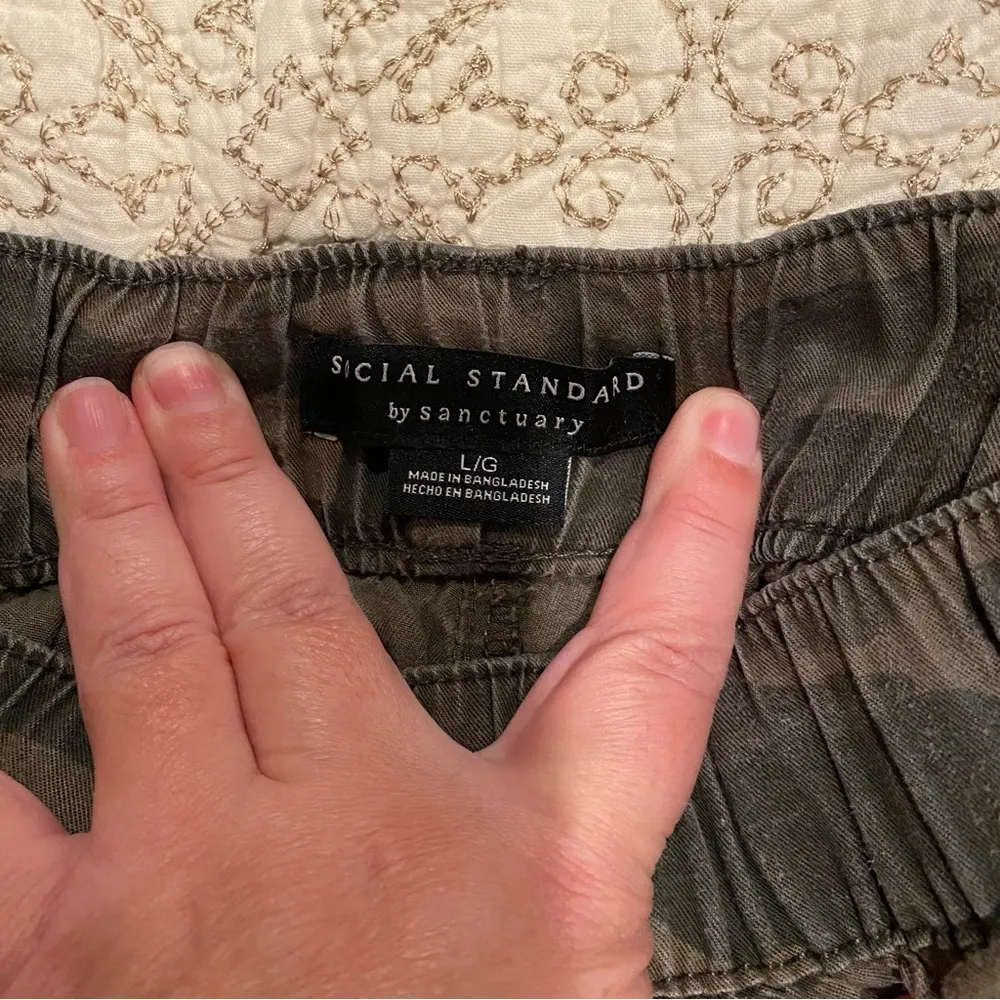 SOCIAL STANDARD
by sanctuary
L/G
MADE IN BANGLADESH
HECHO EN BANGLADESH